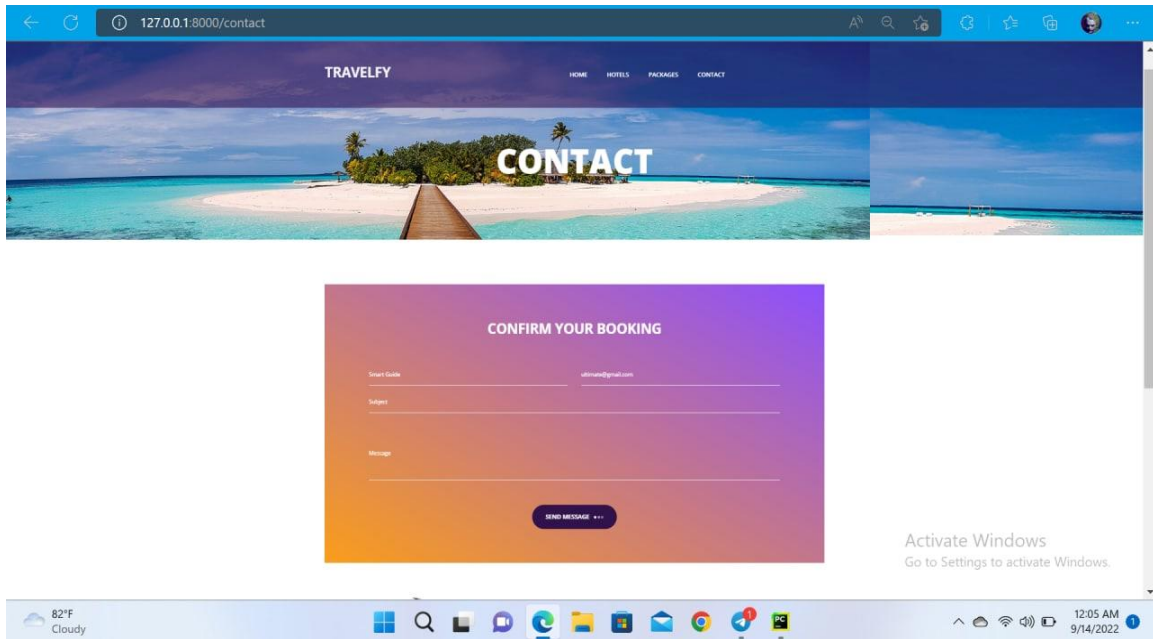 127.0.0.1:8000/contact
TRAVELFY
HOME HOTELS PACKAGES CONTACT
CONTACT
CONFIRM YOUR BOOKING
Smart Guide ultimate@gmail.com
Subject
Message
SEND MESSAGE
Activate Windows
Go to Settings to activate Windows.
82°F
Cloudy
PC
12:05 AM
9/14/2022
1